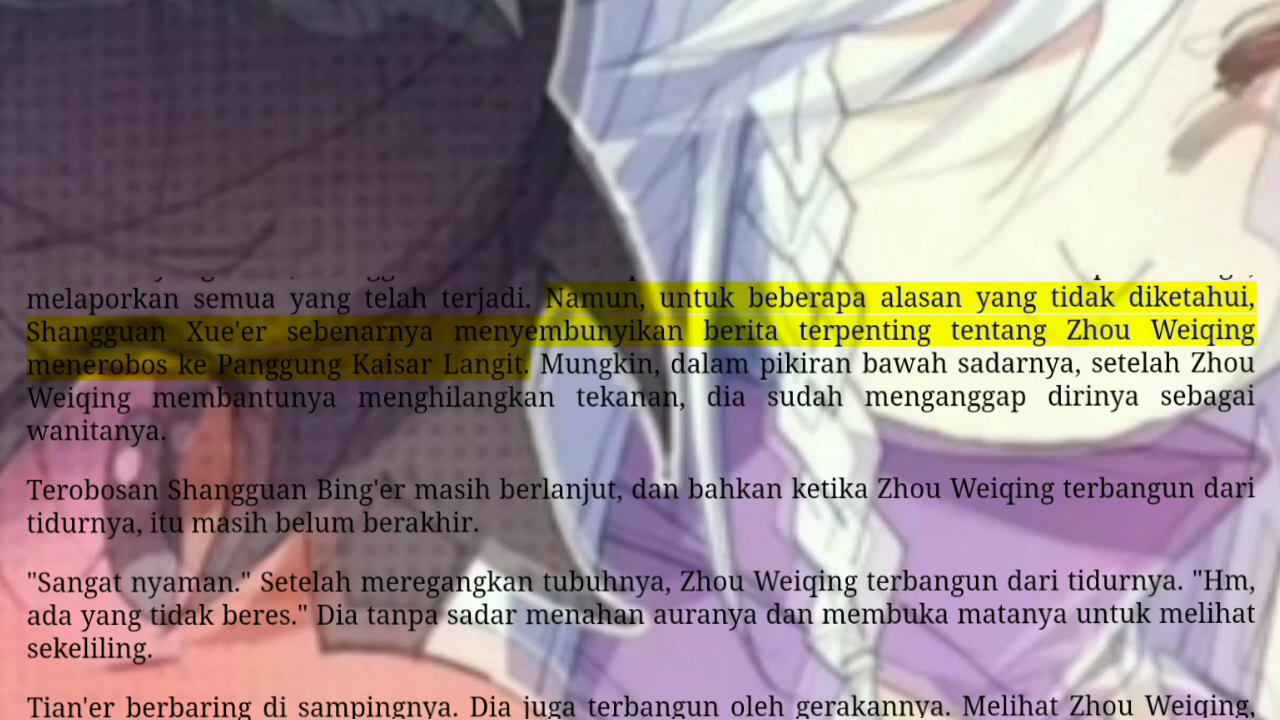 melaporkan semua yang telah terjadi. Namun, untuk beberapa alasan yang tidak diketahui,
Shangguan Xue'er sebenarnya menyembunyikan berita terpenting tentang Zhou Weiqing
menerobos ke Panggung Kaisar Langit. Mungkin, dalam pikiran bawah sadarnya, setelah Zhou
Weiqing membantunya menghilangkan tekanan, dia sudah menganggap dirinya sebagai
wanitanya.
Terobosan Shangguan Bing'er masih berlanjut, dan bahkan ketika Zhou Weiqing terbangun dari
tidurnya, itu masih belum berakhir.
"Sangat nyaman." Setelah meregangkan tubuhnya, Zhou Weiqing terbangun dari tidurnya. "Hm,
ada yang tidak beres." Dia tanpa sadar menahan auranya dan membuka matanya untuk melihat
sekeliling.
Tian'er berbaring di sampingnya. Dia juga terbangun oleh gerakannya. Melihat Zhou Weiqing,